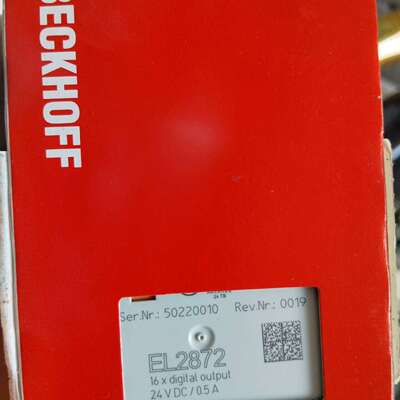 BECKHOFF
Ser.Nr.: 50220010 Rev.Nr.: 0019
EL2872
16 x digital output
24 V DC / 0.5 A